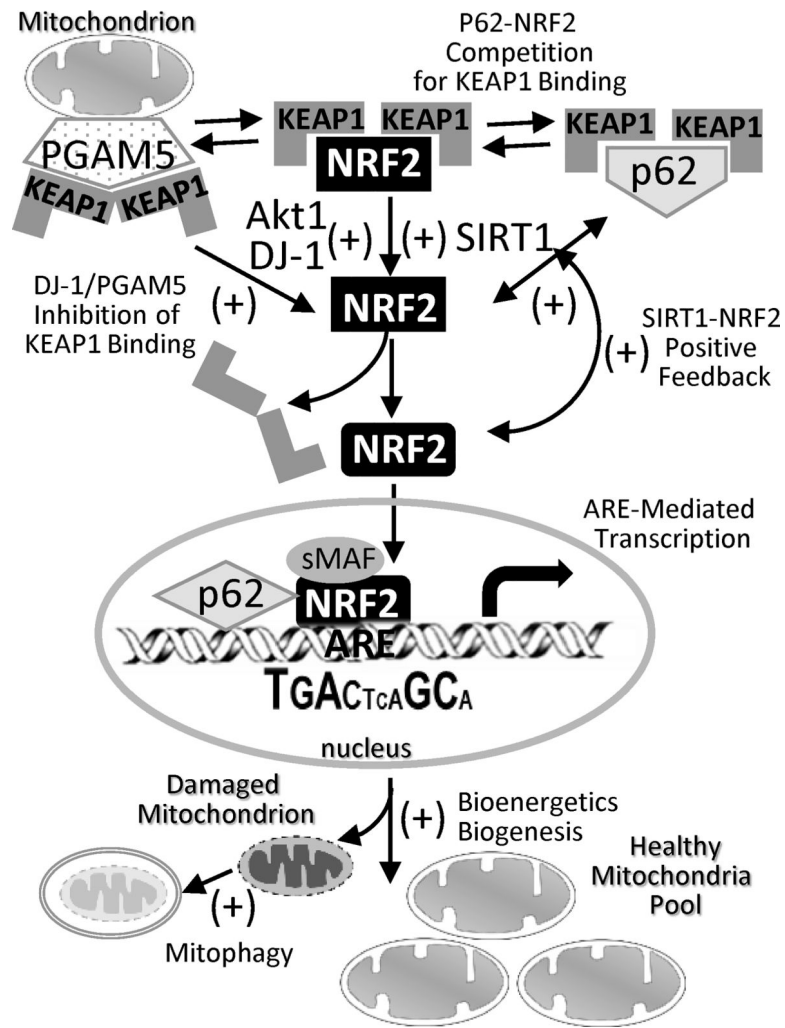 Mitochondrion
P62-NRF2
Competition
for KEAP1 Binding
KEAP1 KEAP1
NRF2
KEAP1 KEAP1
p62
PGAM5
KEAP1 KEAP1
Akt1
DJ-1
(+)
(+)
SIRT1
DJ-1/PGAM5
Inhibition of
KEAP1 Binding
(+)
NRF2
(+)
(+)
SIRT1-NRF2
Positive
Feedback
NRF2
ARE-Mediated
Transcription
sMAF
p62
NRF2
ARE
TGACTcAGCA
nucleus
Damaged
Mitochondrion
(+)
Bioenergetics
Biogenesis
Healthy
Mitochondria
Pool
(+)
Mitophagy